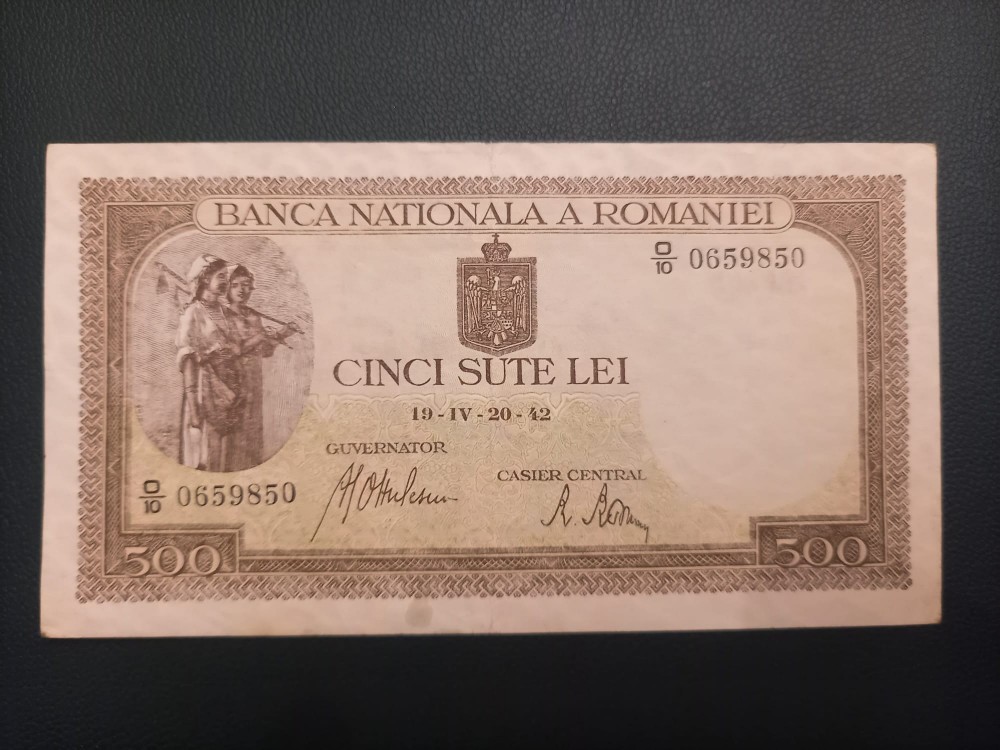 BANCA NATIONALA A ROMANIEI
O/10 0659850
CINCI SUTE LEI
19-IV-20-42
GUVERNATOR
CASIER CENTRAL
O/10 0659850
500
500